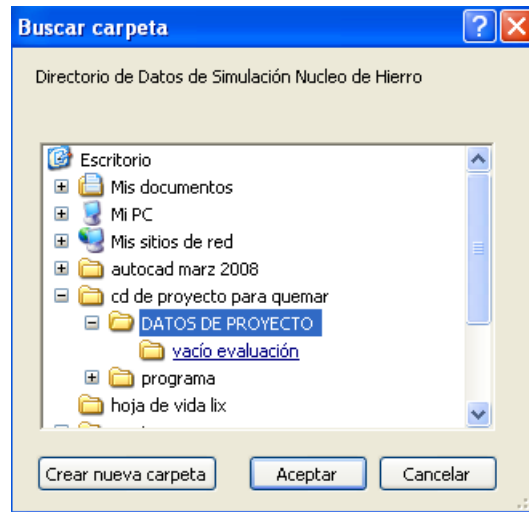 Buscar carpeta
Directorio de Datos de Simulación Nucleo de Hierro
Escritorio
Mis documentos
Mi PC
Mis sitios de red
autocad marz 2008
cd de proyecto para quemar
DATOS DE PROYECTO
vacío evaluación
programa
hoja de vida lix
Crear nueva carpeta Aceptar Cancelar